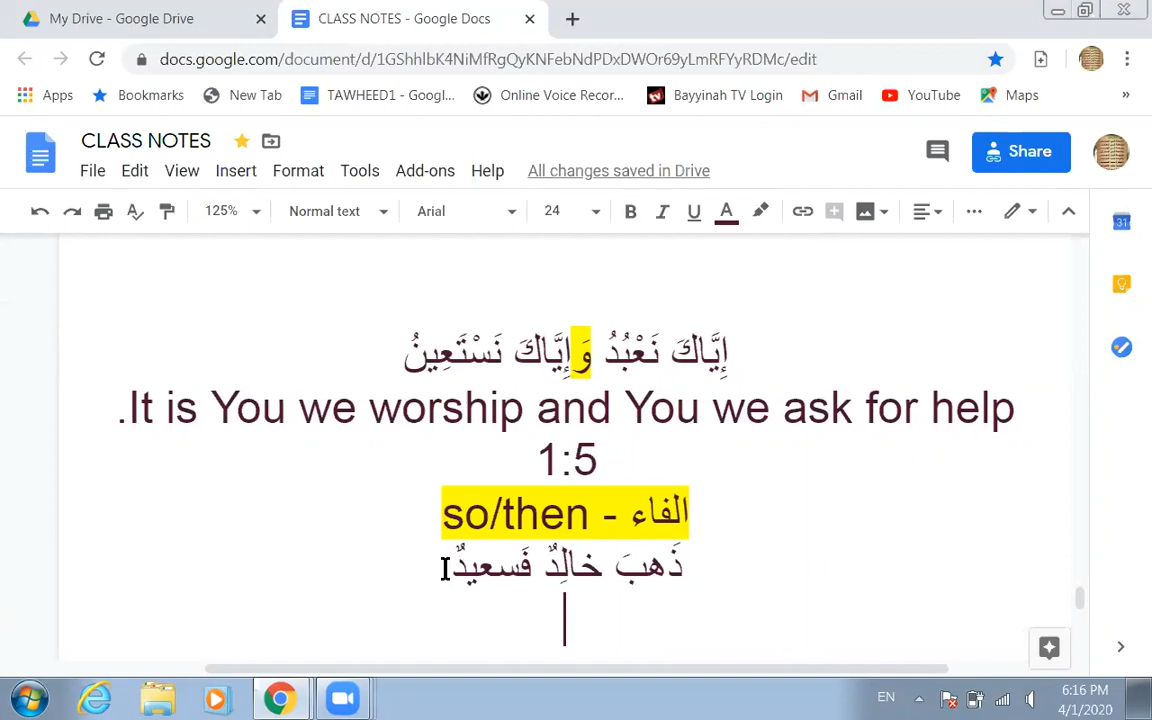 My Drive - Google Drive
CLASS NOTES - Google Docs
docs.google.com/document/d/1GShhlbK4NiMfRgQyKNFebNdPDxDWOr69yLmRFYyRDMc/edit
Apps Bookmarks New Tab TAWHEED1 - Googl... Online Voice Recor... Bayyinah TV Login Gmail YouTube Maps »
CLASS NOTES
File Edit View Insert Format Tools Add-ons Help All changes saved in Drive
Share
125% Normal text Arial 24 B I U A
31
إِيَّاكَ نَعْبُدُ وَإِيَّاكَ نَسْتَعِينُ
.It is You we worship and You we ask for help
1:5
so/then - الفاء
ذَهبَ خالِدٌ فَسعيدٌ
EN 6:16 PM
4/1/2020